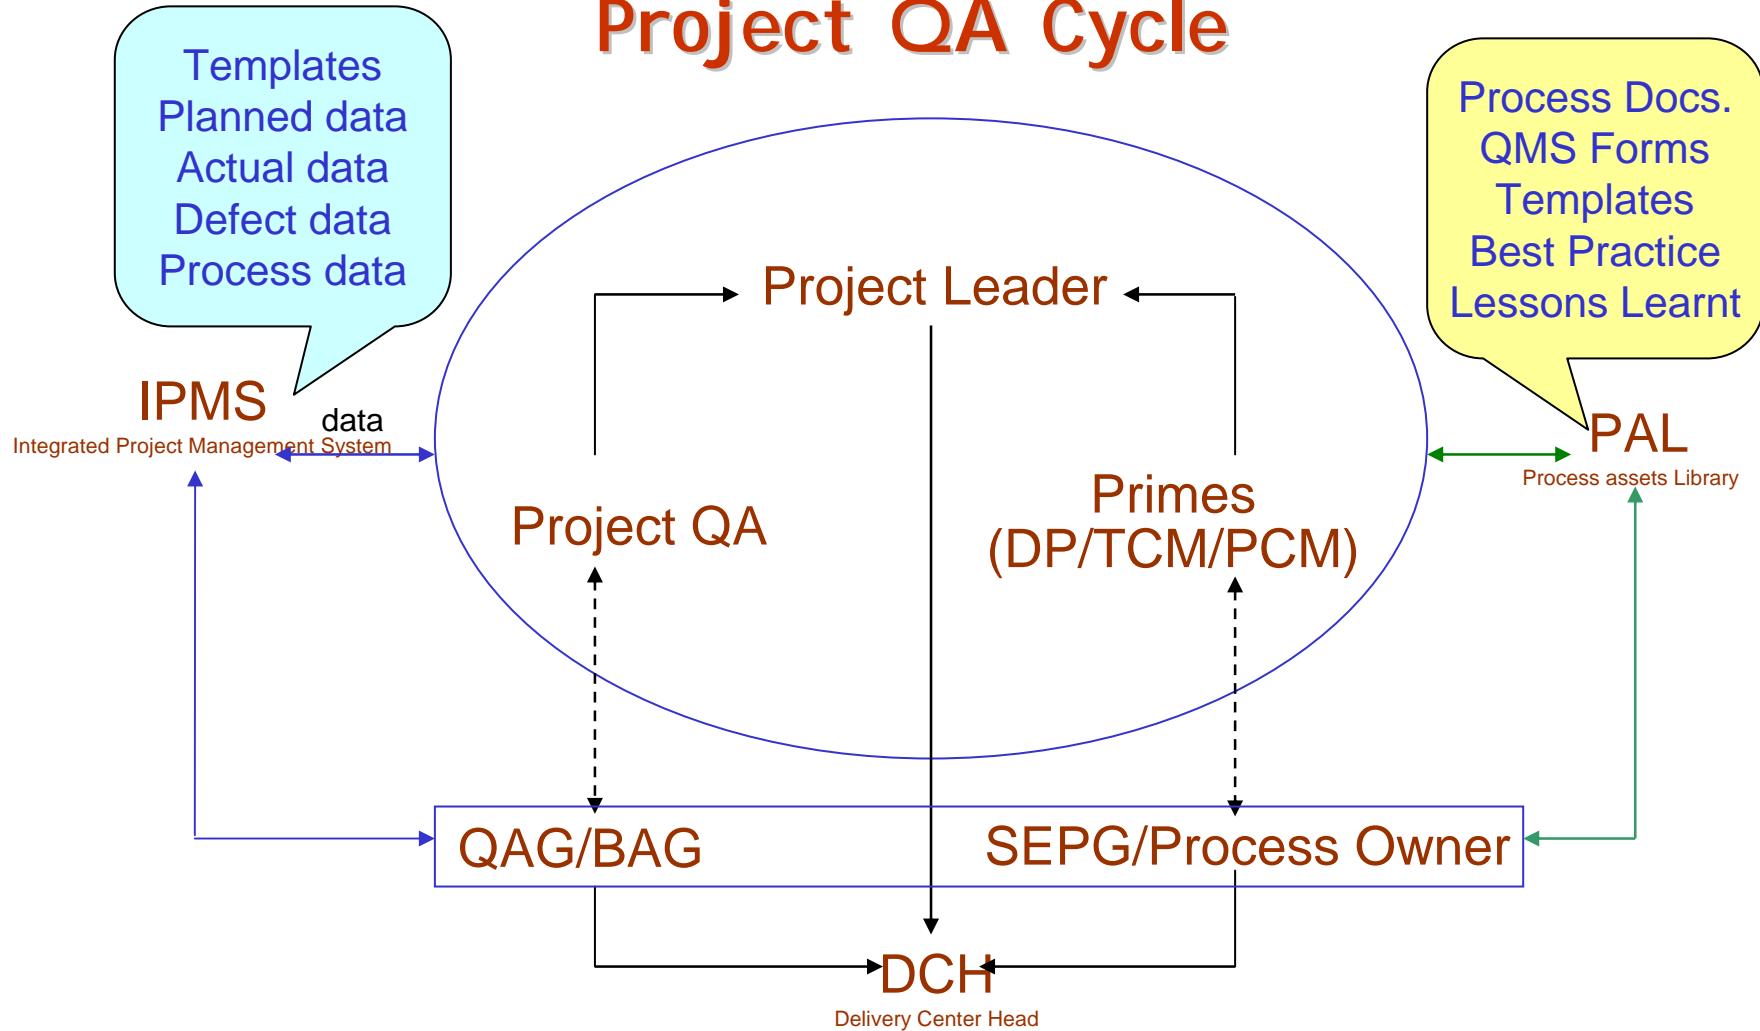 Project QA Cycle
Templates
Planned data
Actual data
Defect data
Process data
Process Docs.
QMS Forms
Templates
Best Practice
Lessons Learnt
Project Leader
IPMS
Integrated Project Management System
data
PAL
Process assets Library
Project QA
Primes
(DP/TCM/PCM)
QAG/BAG
SEPG/Process Owner
DCH
Delivery Center Head